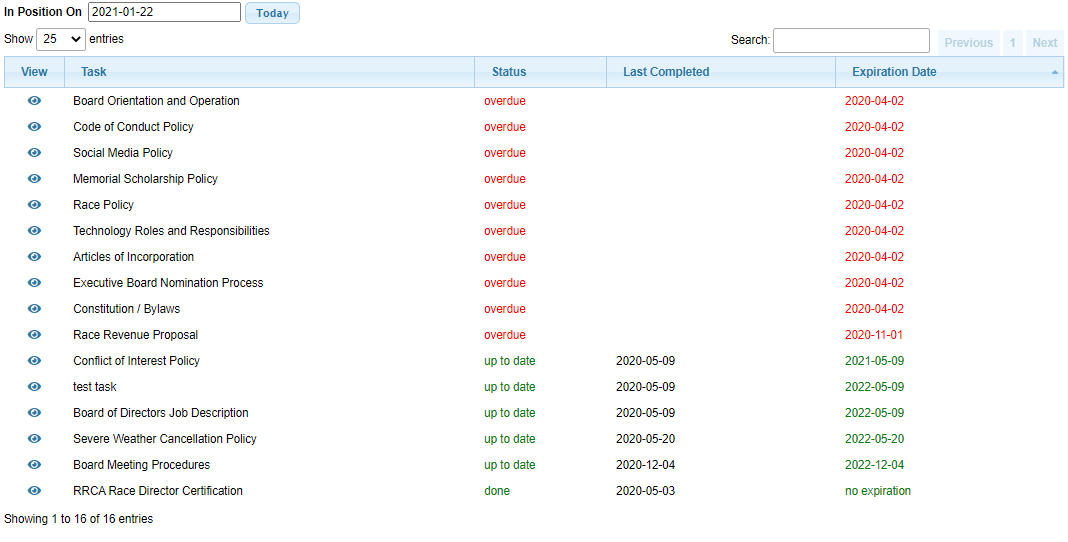 In Position On 2021-01-22 Today
Show 25 entries Search: Previous 1 Next
View Task Status Last Completed Expiration Date
Board Orientation and Operation overdue 2020-04-02
Code of Conduct Policy overdue 2020-04-02
Social Media Policy overdue 2020-04-02
Memorial Scholarship Policy overdue 2020-04-02
Race Policy overdue 2020-04-02
Technology Roles and Responsibilities overdue 2020-04-02
Articles of Incorporation overdue 2020-04-02
Executive Board Nomination Process overdue 2020-04-02
Constitution / Bylaws overdue 2020-04-02
Race Revenue Proposal overdue 2020-11-01
Conflict of Interest Policy up to date 2020-05-09 2021-05-09
test task up to date 2020-05-09 2022-05-09
Board of Directors Job Description up to date 2020-05-09 2022-05-09
Severe Weather Cancellation Policy up to date 2020-05-20 2022-05-20
Board Meeting Procedures up to date 2020-12-04 2022-12-04
RRCA Race Director Certification done 2020-05-03 no expiration
Showing 1 to 16 of 16 entries